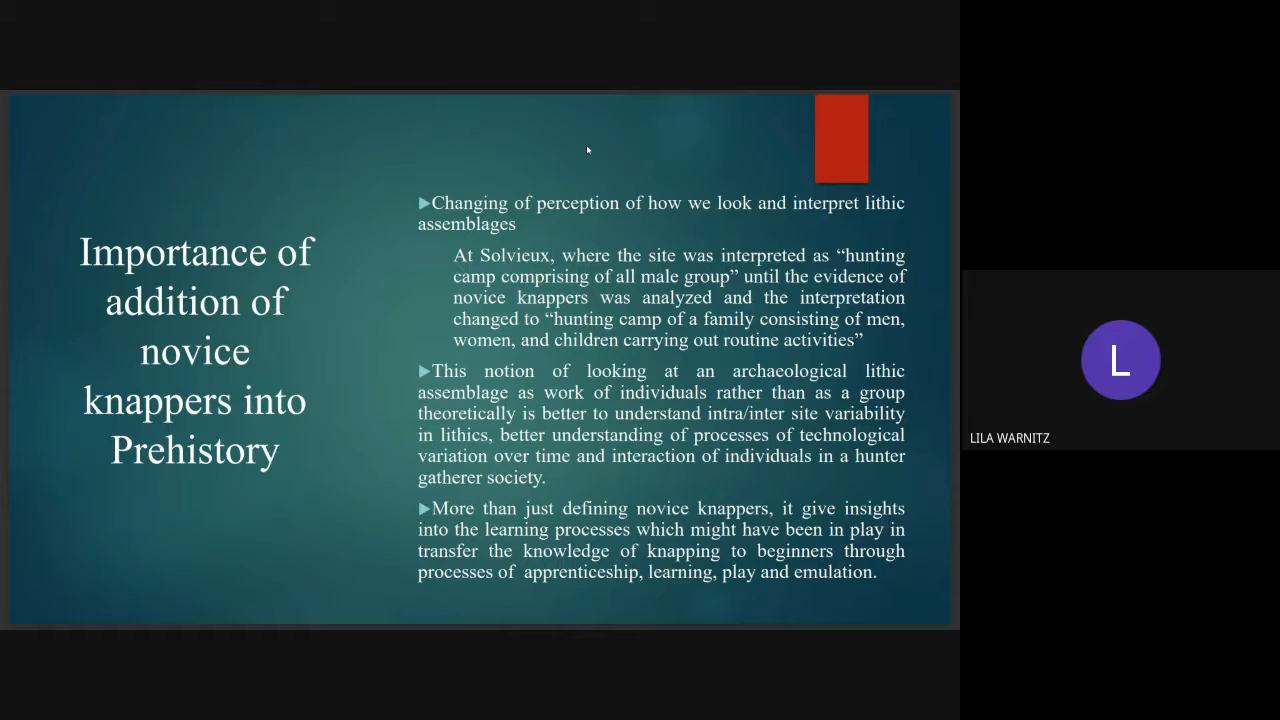 Importance of
addition of
novice
knappers into
Prehistory
Changing of perception of how we look and interpret lithic
assemblages
At Solvieux, where the site was interpreted as “hunting
camp comprising of all male group” until the evidence of
novice knappers was analyzed and the interpretation
changed to “hunting camp of a family consisting of men,
women, and children carrying out routine activities”
This notion of looking at an archaeological lithic
assemblage as work of individuals rather than as a group
theoretically is better to understand intra/inter site variability
in lithics, better understanding of processes of technological
variation over time and interaction of individuals in a hunter
gatherer society.
More than just defining novice knappers, it give insights
into the learning processes which might have been in play in
transfer the knowledge of knapping to beginners through
processes of apprenticeship, learning, play and emulation.
L
LILA WARNITZ